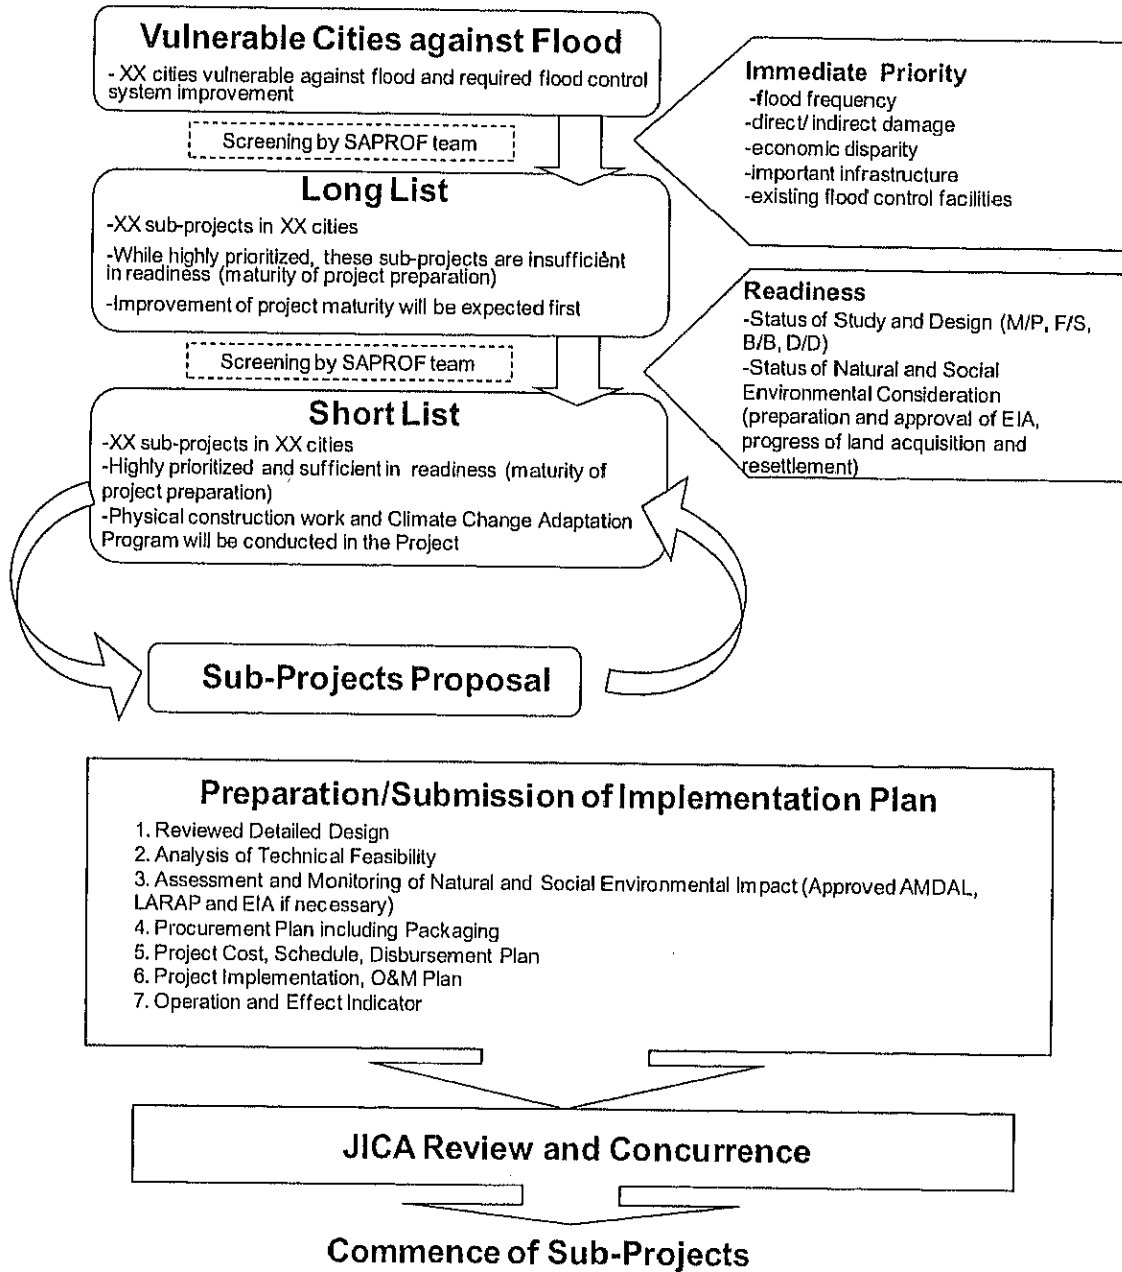 Vulnerable Cities against Flood
- XX cities vulnerable against flood and required flood control
system improvement
Screening by SAPROF team
Immediate Priority
-flood frequency
-direct/ indirect damage
-economic disparity
-important infrastructure
-existing flood control facilities
Long List
-XX sub-projects in XX cities
-While highly prioritized, these sub-projects are insufficient
in readiness (maturity of project preparation)
-Improvement of project maturity will be expected first
Screening by SAPROF team
Readiness
-Status of Study and Design (M/P, F/S,
B/B, D/D)
-Status of Natural and Social
Environmental Consideration
(preparation and approval of EIA,
progress of land acquisition and
resettlement)
Short List
-XX sub-projects in XX cities
-Highly prioritized and sufficient in readiness (maturity of
project preparation)
-Physical construction work and Climate Change Adaptation
Program will be conducted in the Project
Sub-Projects Proposal
Preparation/Submission of Implementation Plan
1. Reviewed Detailed Design
2. Analysis of Technical Feasibility
3. Assessment and Monitoring of Natural and Social Environmental Impact (Approved AMDAL,
LARAP and EIA if necessary)
4. Procurement Plan including Packaging
5. Project Cost, Schedule, Disbursement Plan
6. Project Implementation, O&M Plan
7. Operation and Effect Indicator
JICA Review and Concurrence
Commence of Sub-Projects